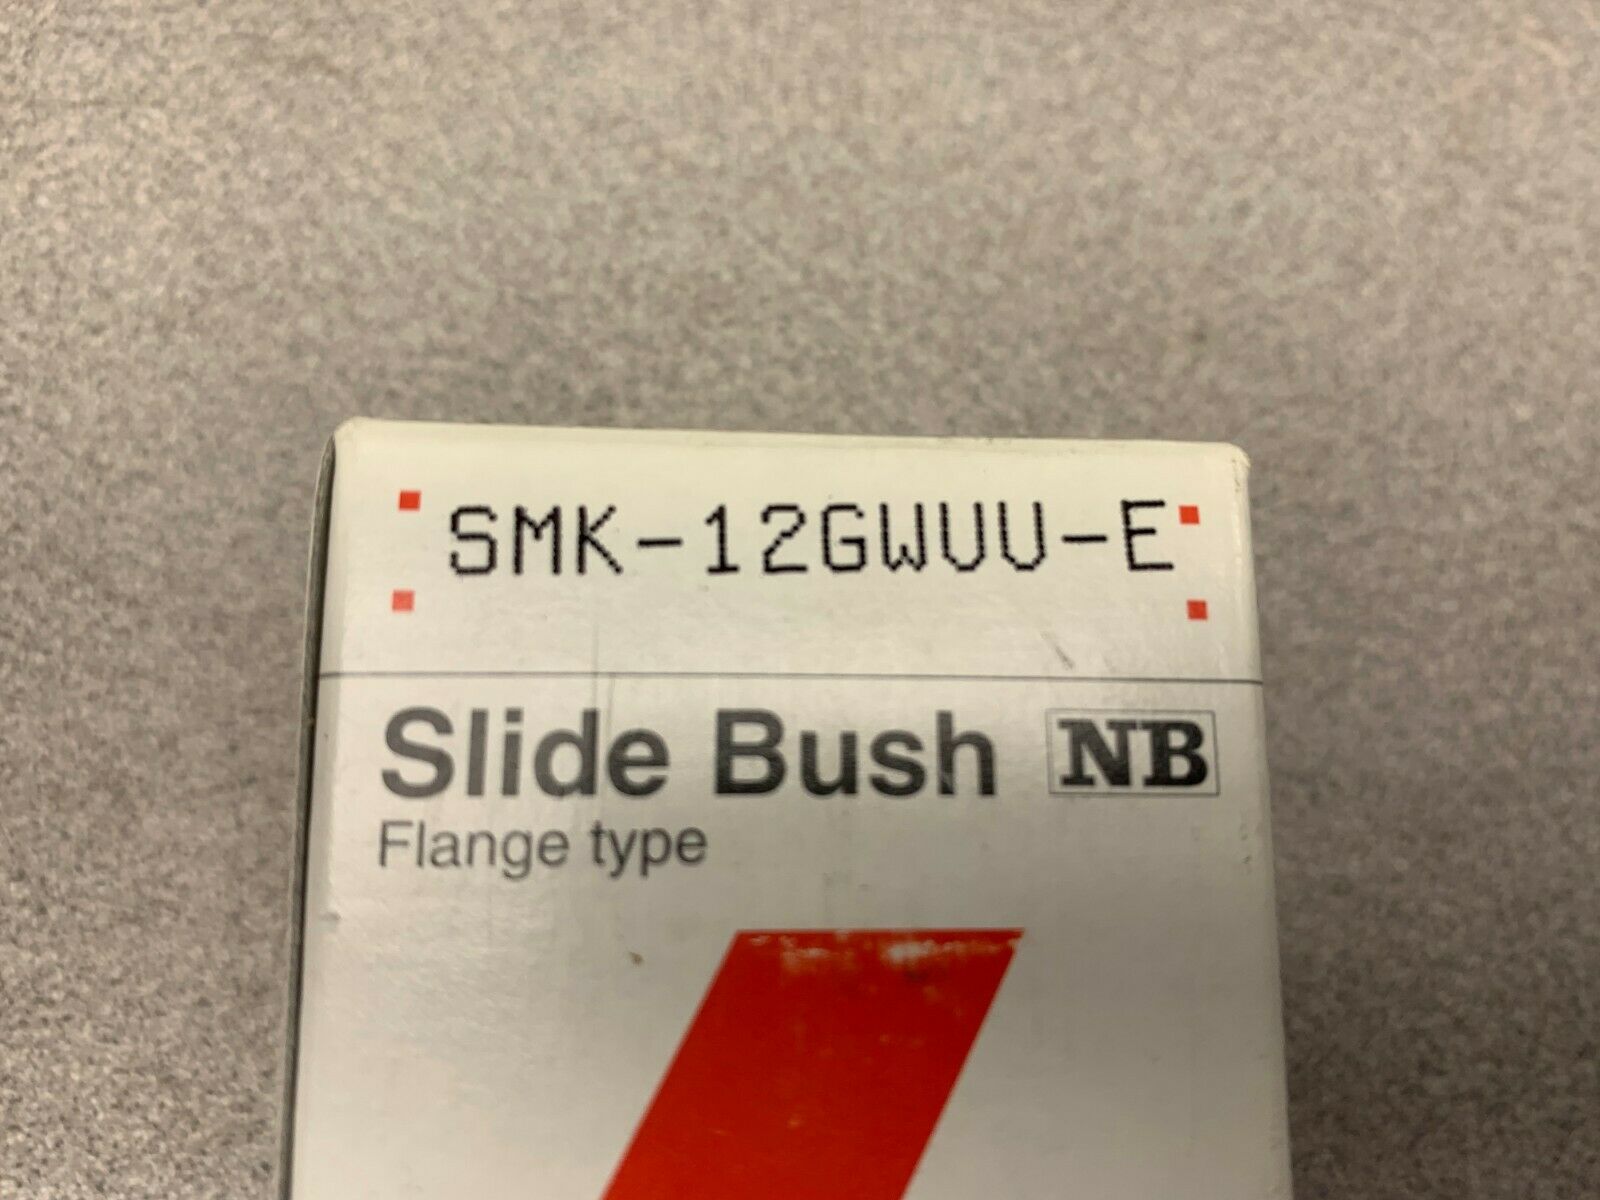 SMK-12GWUU-E
Slide Bush NB
Flange type